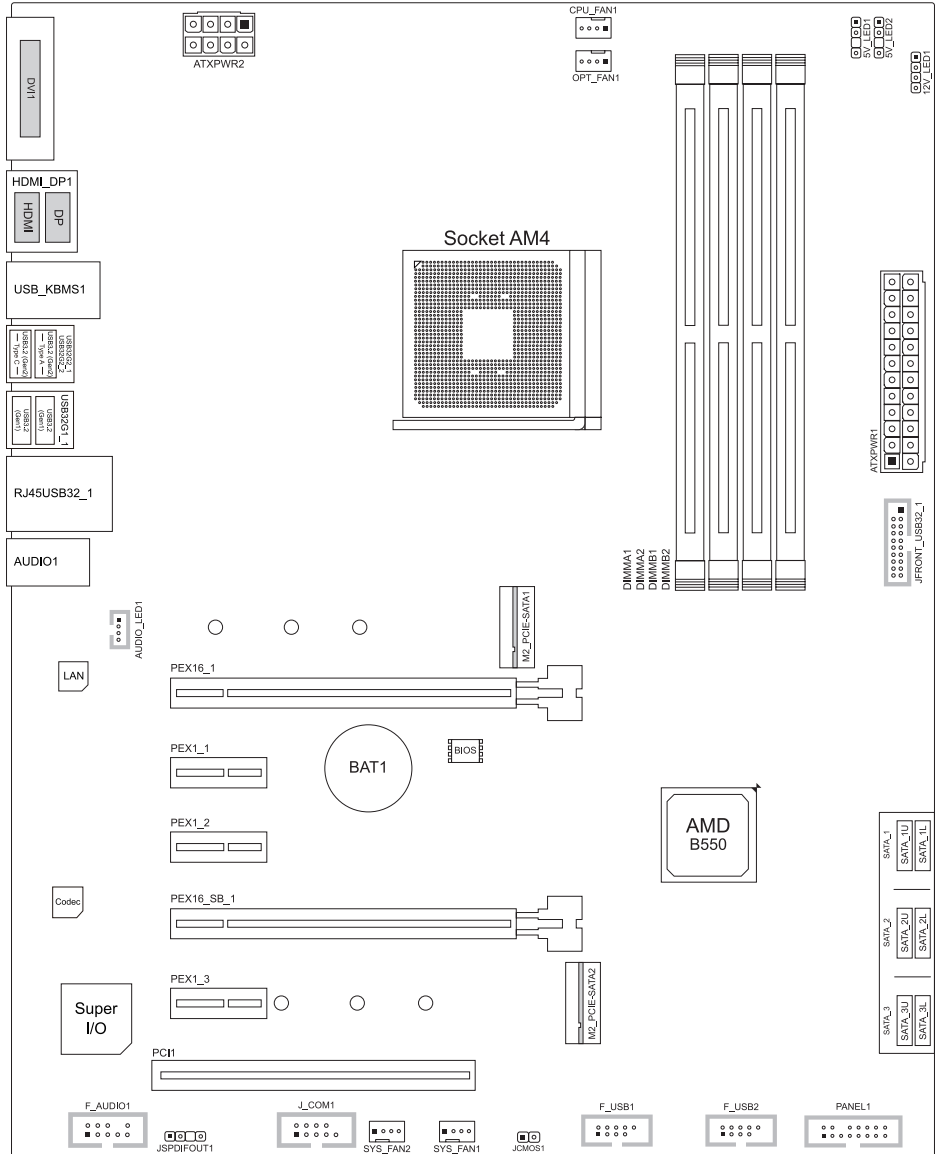 CPU_FAN1
ATXPWR2
OPT_FAN1
5V_LED1
5V_LED2
12V_LED1
DVI1
HDMI_DP1
HDMI
DP
Socket AM4
USB_KBMS1
USB32G2_1
USB32G2_2
USB3.2 (Gen2)
— Type A —
USB3.2 (Gen2)
— Type C —
USB32G1_1
USB3.2
(Gen1)
USB3.2
(Gen1)
ATXPWR1
RJ45USB32_1
JFRONT_USB32_1
AUDIO1
DIMMA1
DIMMA2
DIMMB1
DIMMB2
AUDIO_LED1
M2_PCIE-SATA1
LAN
PEX16_1
PEX1_1
BAT1
BIOS
PEX1_2
AMD
B550
SATA_1
SATA_1U
SATA_1L
Codec
PEX16_SB_1
SATA_2
SATA_2U
SATA_2L
PEX1_3
M2_PCIE-SATA2
Super
I/O
SATA_3
SATA_3U
SATA_3L
PCI1
F_AUDIO1
J_COM1
F_USB1
F_USB2
PANEL1
JSPDIFOUT1
SYS_FAN2
SYS_FAN1
JCMOS1